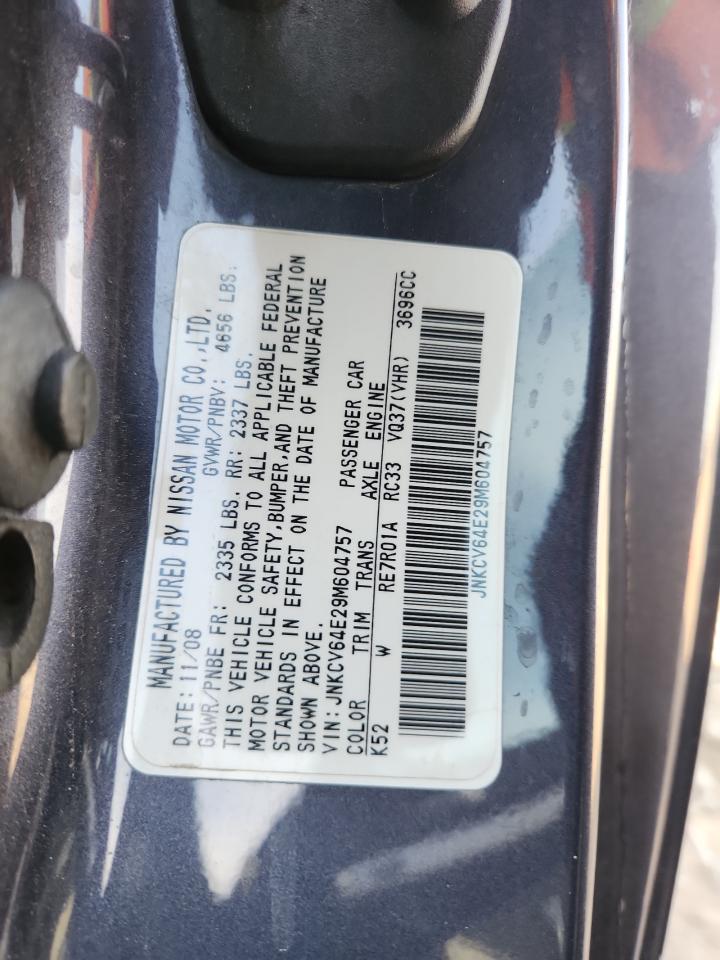 MANUFACTURED BY NISSAN MOTOR CO.,LTD.
DATE: 11/08 GVWR/PNBV: 4656 LBS.
GAWR/PNBE FR: 2335 LBS. RR: 2337 LBS.
THIS VEHICLE CONFORMS TO ALL APPLICABLE FEDERAL
MOTOR VEHICLE SAFETY,BUMPER,AND THEFT PREVENTION
STANDARDS IN EFFECT ON THE DATE OF MANUFACTURE
SHOWN ABOVE.
VIN:JNKCV64E29M604757 PASSENGER CAR
COLOR TRIM TRANS AXLE ENGINE
K52 W RE7R01A RC33 VQ37(VHR) 3696CC
JNKCV64E29M604757